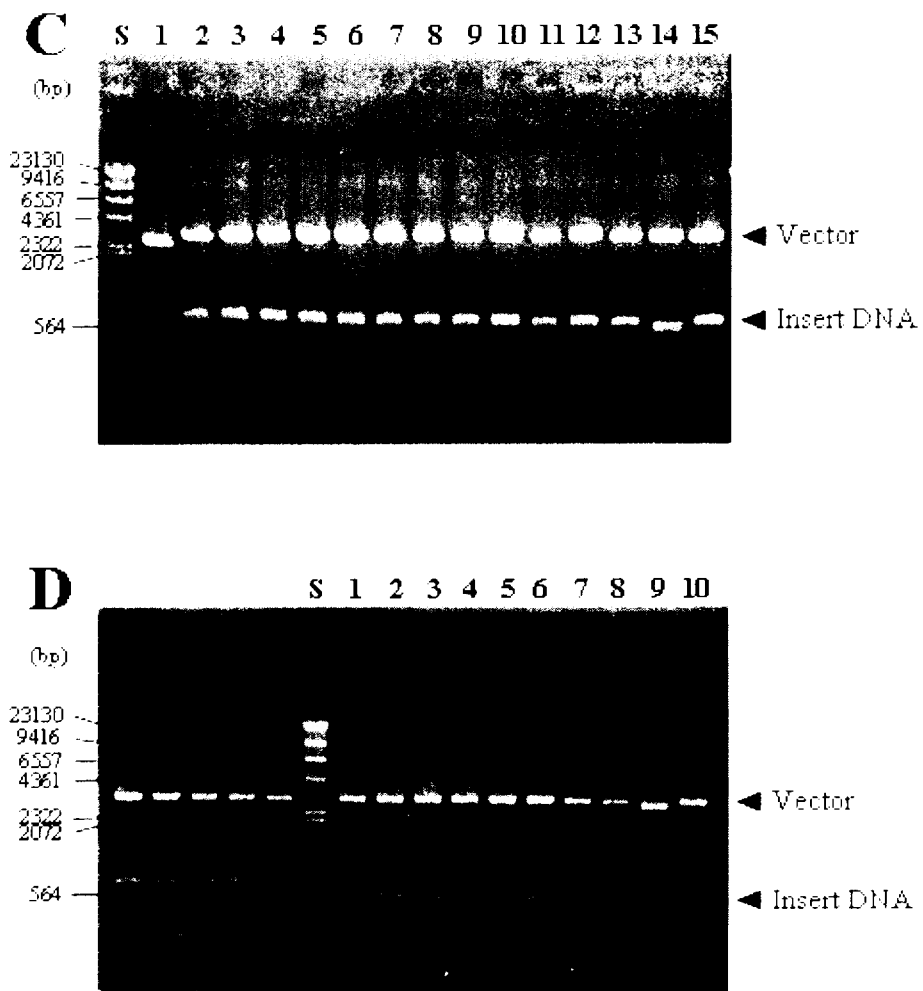 C S 1 2 3 4 5 6 7 8 9 10 11 12 13 14 15
(bp)
23130
9416
6557
4361
2322
2072
564
Vector
Insert DNA
D S 1 2 3 4 5 6 7 8 9 10
(bp)
23130
9416
6557
4361
2322
2072
564
Vector
Insert DNA